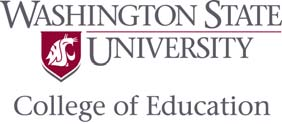 WASHINGTON STATE
UNIVERSITY
College of Education